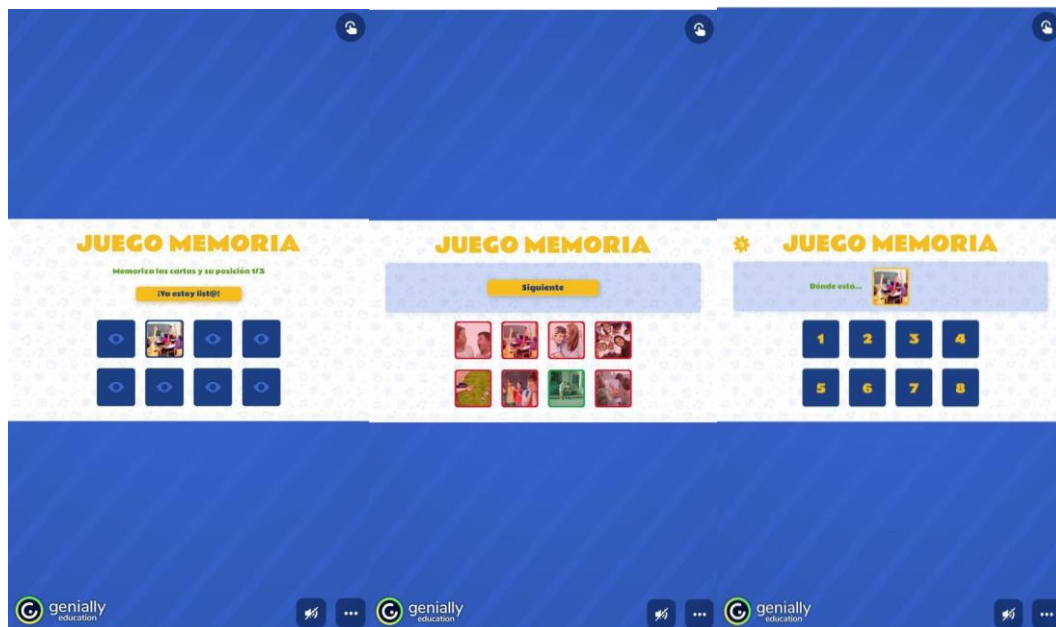 JUEGO MEMORIA
Memoriza las cartas y su posición 1/3
¡Ya estoy list@!
genially
education
JUEGO MEMORIA
Siguiente
genially
education
JUEGO MEMORIA
Dónde está...
1 2 3 4
5 6 7 8
genially
education